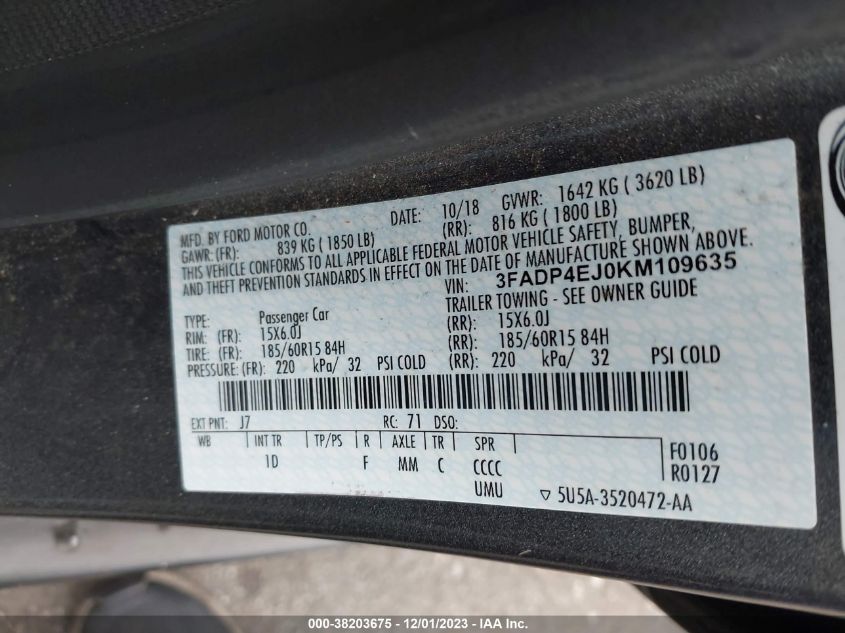 MFD. BY FORD MOTOR CO. DATE: 10/18 GVWR: 1642 KG ( 3620 LB)
GAWR: (FR): 839 KG ( 1850 LB) (RR): 816 KG ( 1800 LB)
THIS VEHICLE CONFORMS TO ALL APPLICABLE FEDERAL MOTOR VEHICLE SAFETY, BUMPER,
AND THEFT PREVENTION STANDARDS IN EFFECT ON THE DATE OF MANUFACTURE SHOWN ABOVE.
VIN: 3FADP4EJ0KM109635
TRAILER TOWING - SEE OWNER GUIDE
TYPE: Passenger Car
RIM: (FR): 15X6.0J (RR): 15X6.0J
TIRE: (FR): 185/60R15 84H (RR): 185/60R15 84H
PRESSURE: (FR): 220 kPa/ 32 PSI COLD (RR): 220 kPa/ 32 PSI COLD
EXT PNT: J7 RC: 71 DSO:
WB INT TR TP/PS R AXLE TR SPR F0106
1D F MM C CCCC R0127
UMU ▽ 5U5A-3520472-AA
000-38203675 - 12/01/2023 - IAA Inc.